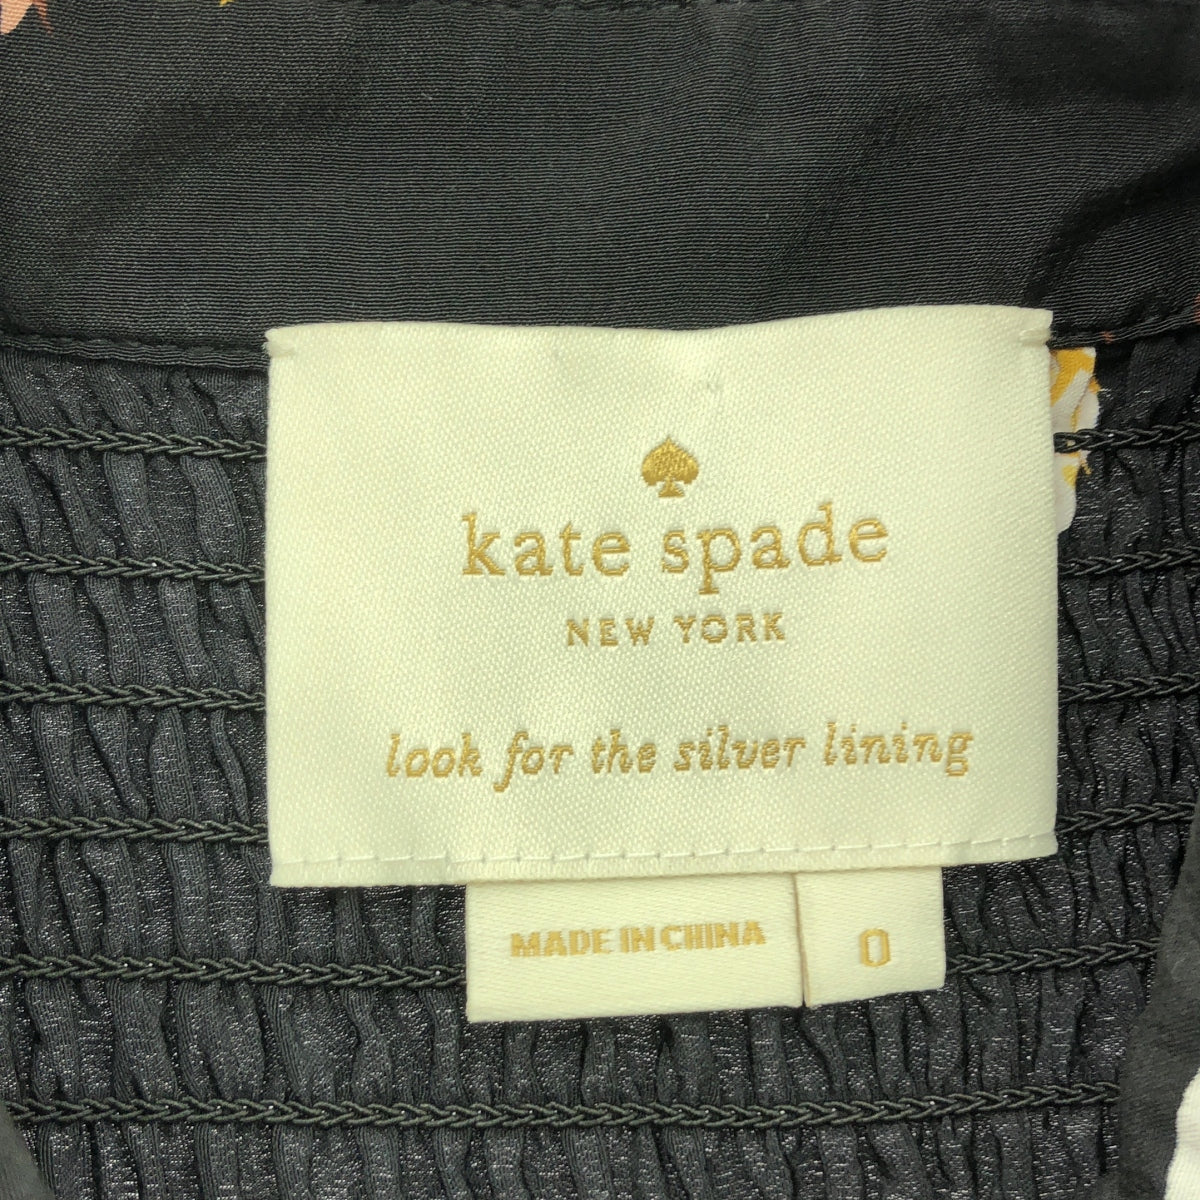 kate spade
NEW YORK
look for the silver lining
MADE IN CHINA
0